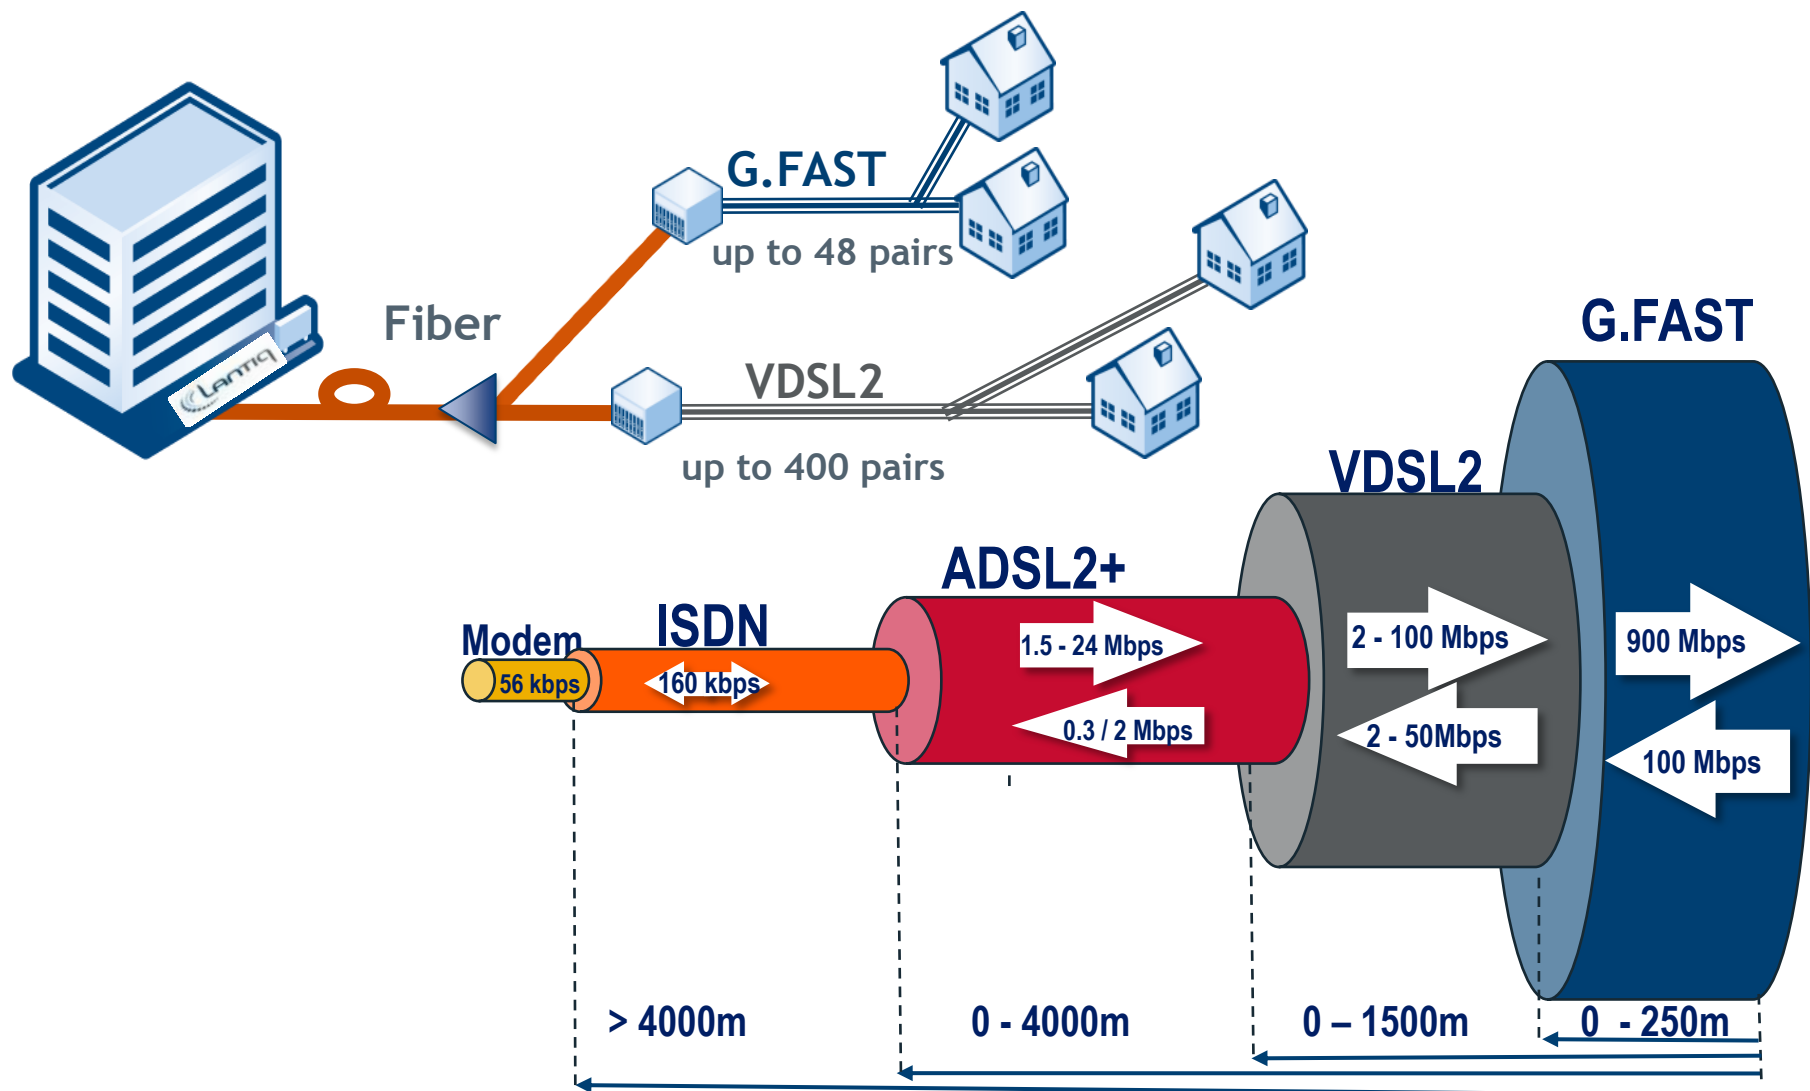 G.FAST
up to 48 pairs
Fiber
Lantiq
VDSL2
up to 400 pairs
G.FAST
VDSL2
ADSL2+
ISDN
Modem
56 kbps
160 kbps
1.5 - 24 Mbps
0.3 / 2 Mbps
2 - 100 Mbps
2 - 50Mbps
900 Mbps
100 Mbps
> 4000m
0 - 4000m
0 – 1500m
0 - 250m